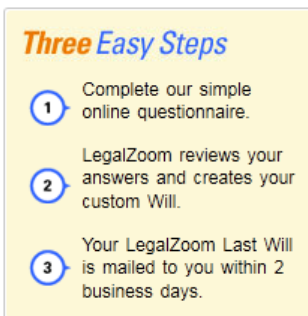 Three Easy Steps
1 Complete our simple
online questionnaire.
2 LegalZoom reviews your
answers and creates your
custom Will.
3 Your LegalZoom Last Will
is mailed to you within 2
business days.